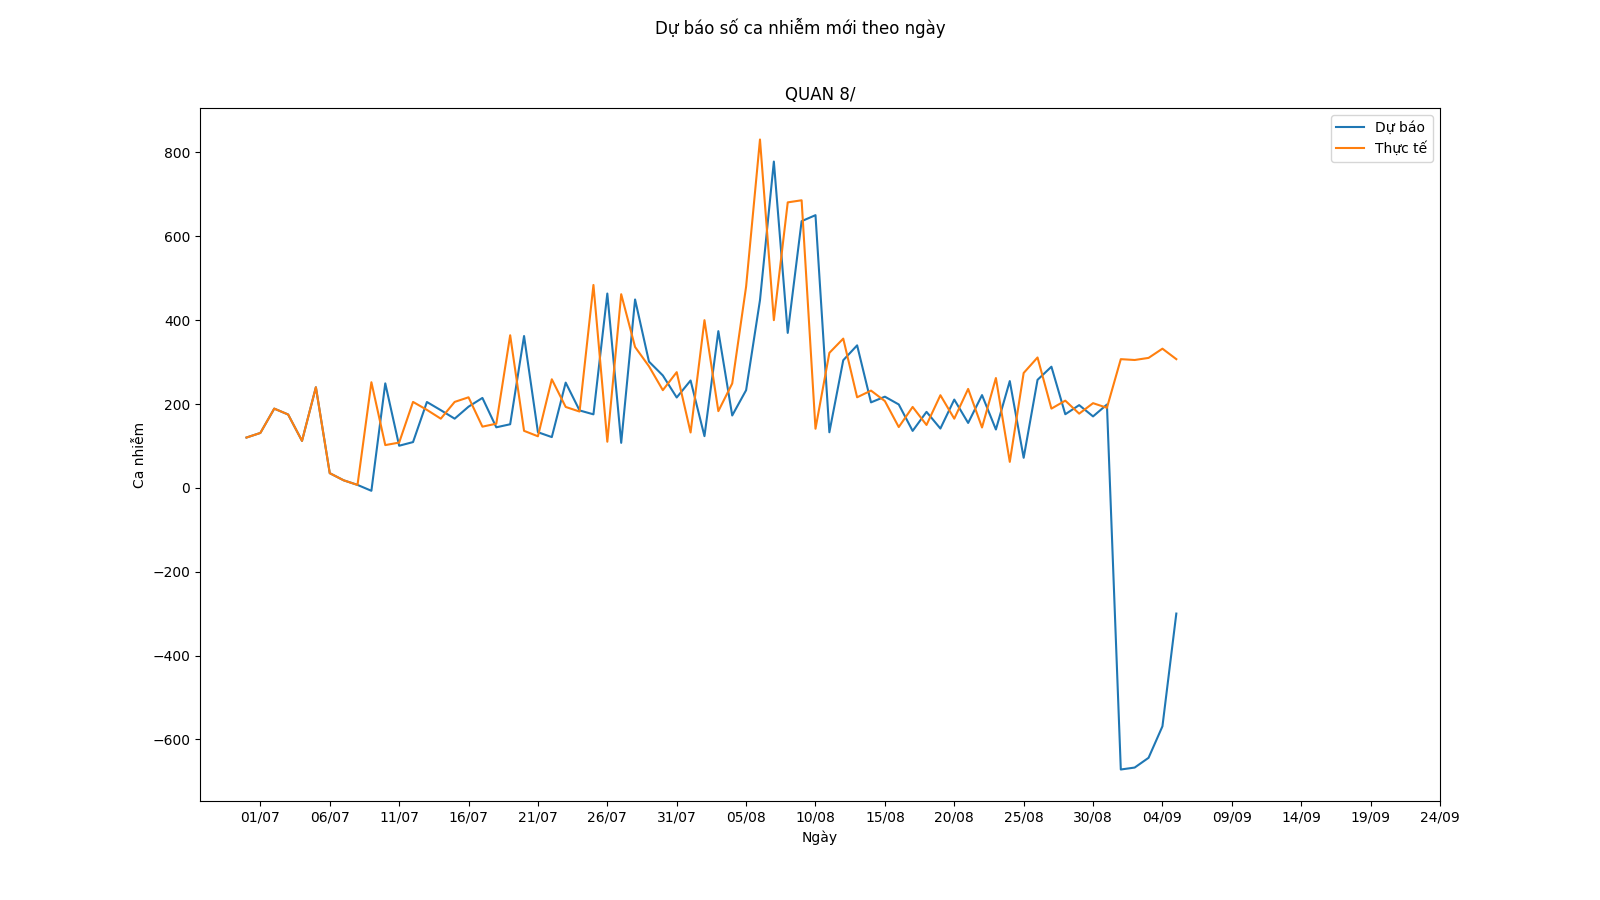 Dự báo số ca nhiễm mới theo ngày
QUAN 8/
Dự báo
Thực tế
800
600
400
200
0
−200
−400
−600
Ca nhiễm
01/07 06/07 11/07 16/07 21/07 26/07 31/07 05/08 10/08 15/08 20/08 25/08 30/08 04/09 09/09 14/09 19/09 24/09
Ngày